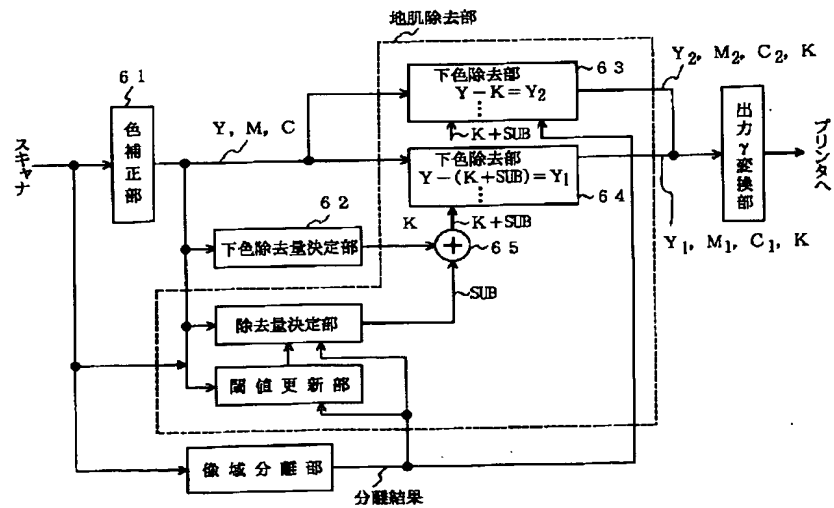 地肌除去部
61
色補正部
スキャナ
Y, M, C
下色除去部
Y－K＝Y₂
⋮
63
Y₂, M₂, C₂, K
K＋SUB
下色除去部
Y－(K＋SUB)＝Y₁
⋮
64
出力γ変換部
プリンタへ
Y₁, M₁, C₁, K
62
下色除去量決定部
K
K＋SUB
＋
65
SUB
除去量決定部
閾値更新部
像域分離部
分離結果